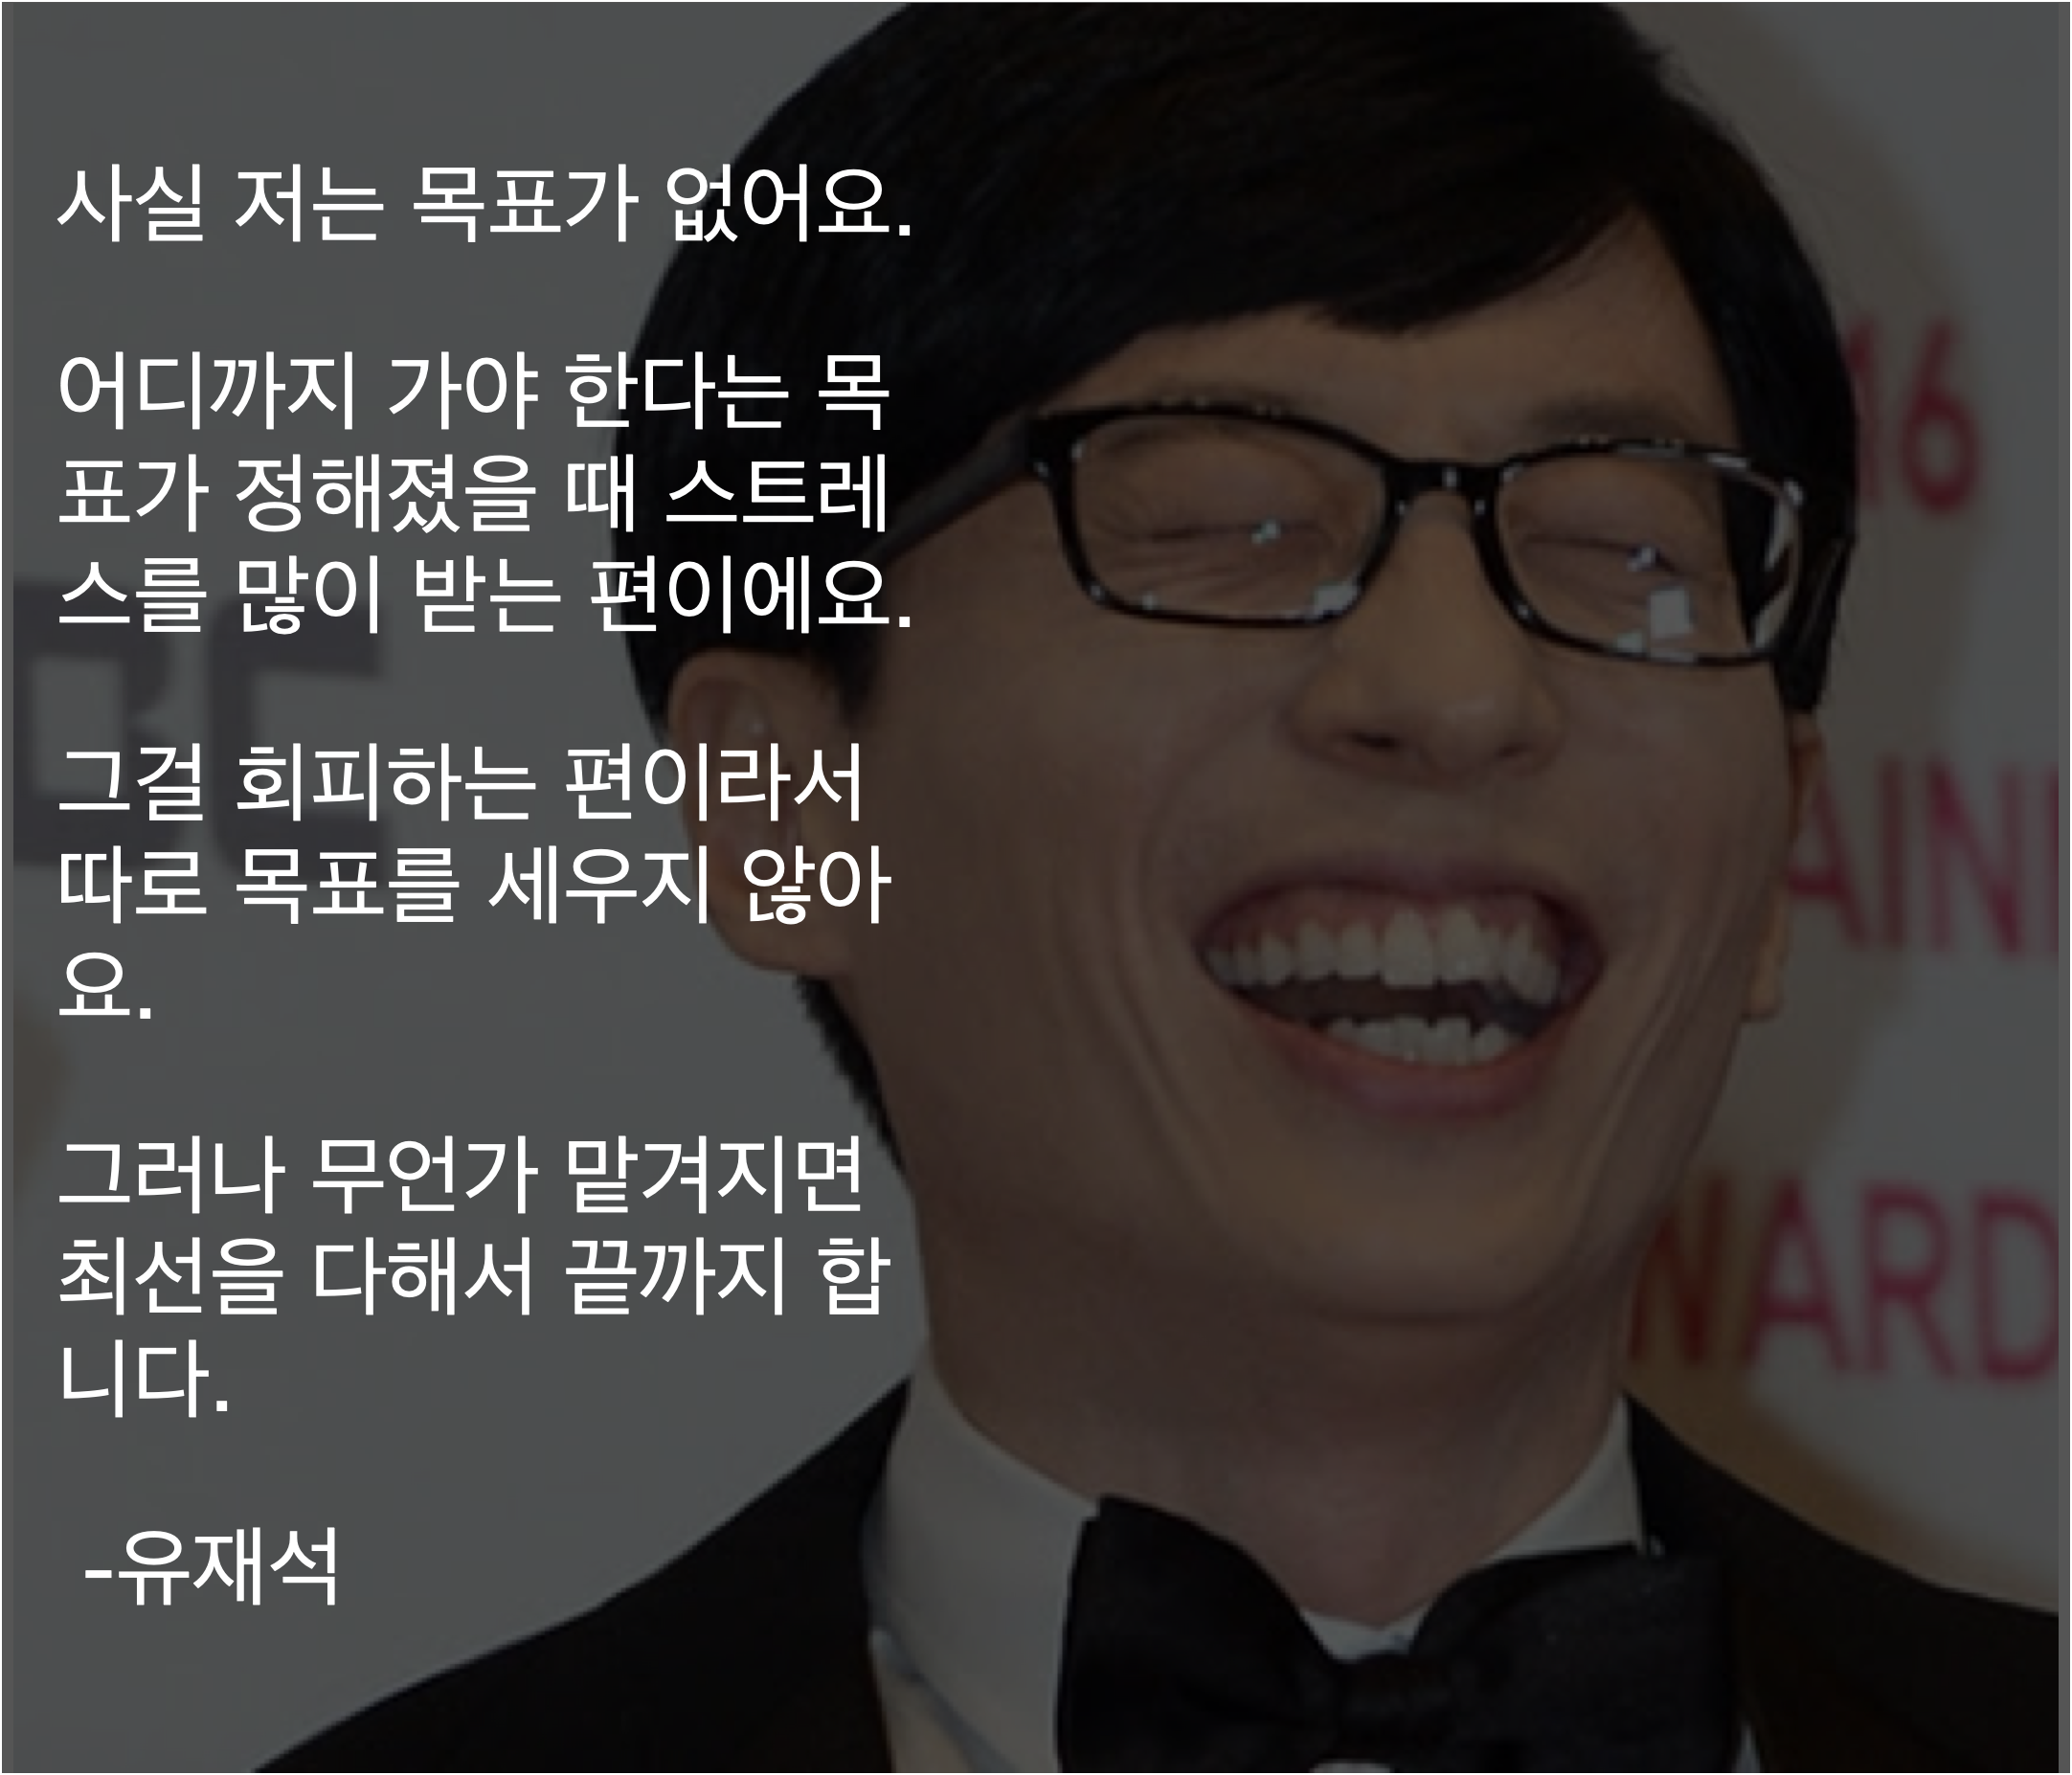 사실 저는 목표가 없어요.
어디까지 가야 한다는 목
표가 정해졌을 때 스트레
스를 많이 받는 편이에요.
그걸 회피하는 편이라서
따로 목표를 세우지 않아
요.
그러나 무언가 맡겨지면
최선을 다해서 끝까지 합
니다.
-유재석
BC
16
AIN
ARD